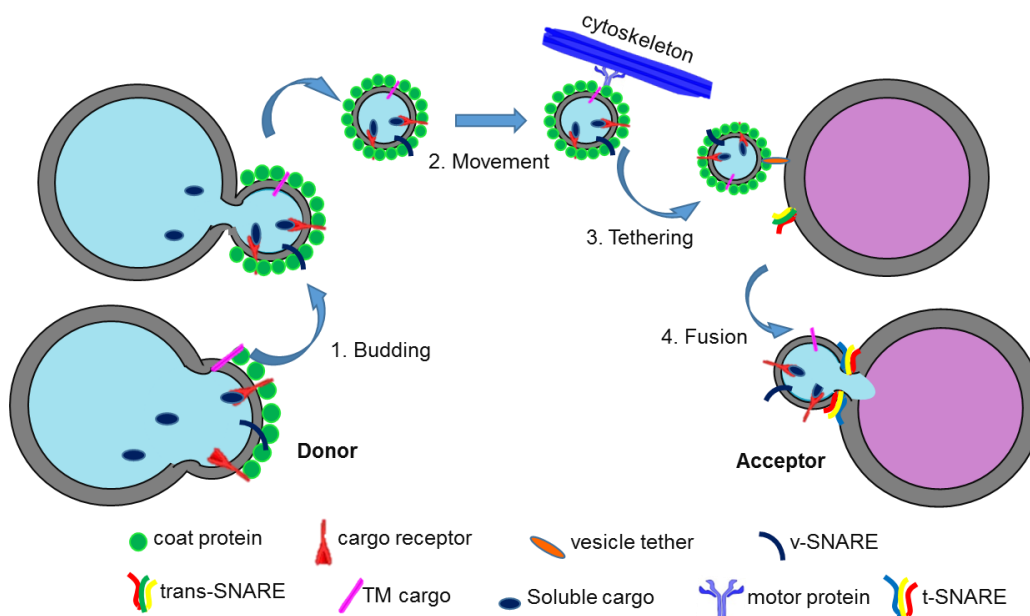 cytoskeleton
2. Movement
3. Tethering
1. Budding
4. Fusion
Donor
Acceptor
coat protein
cargo receptor
vesicle tether
v-SNARE
trans-SNARE
TM cargo
Soluble cargo
motor protein
t-SNARE